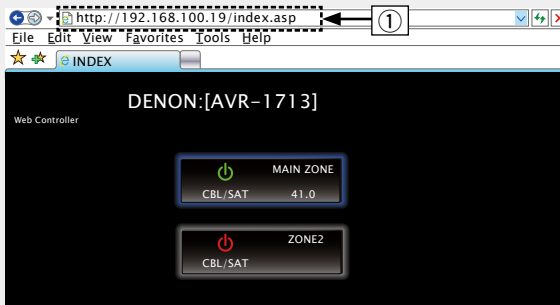 http://192.168.100.19/index.asp
①
File Edit View Favorites Tools Help
INDEX
DENON:[AVR-1713]
Web Controller
MAIN ZONE
CBL/SAT 41.0
ZONE2
CBL/SAT